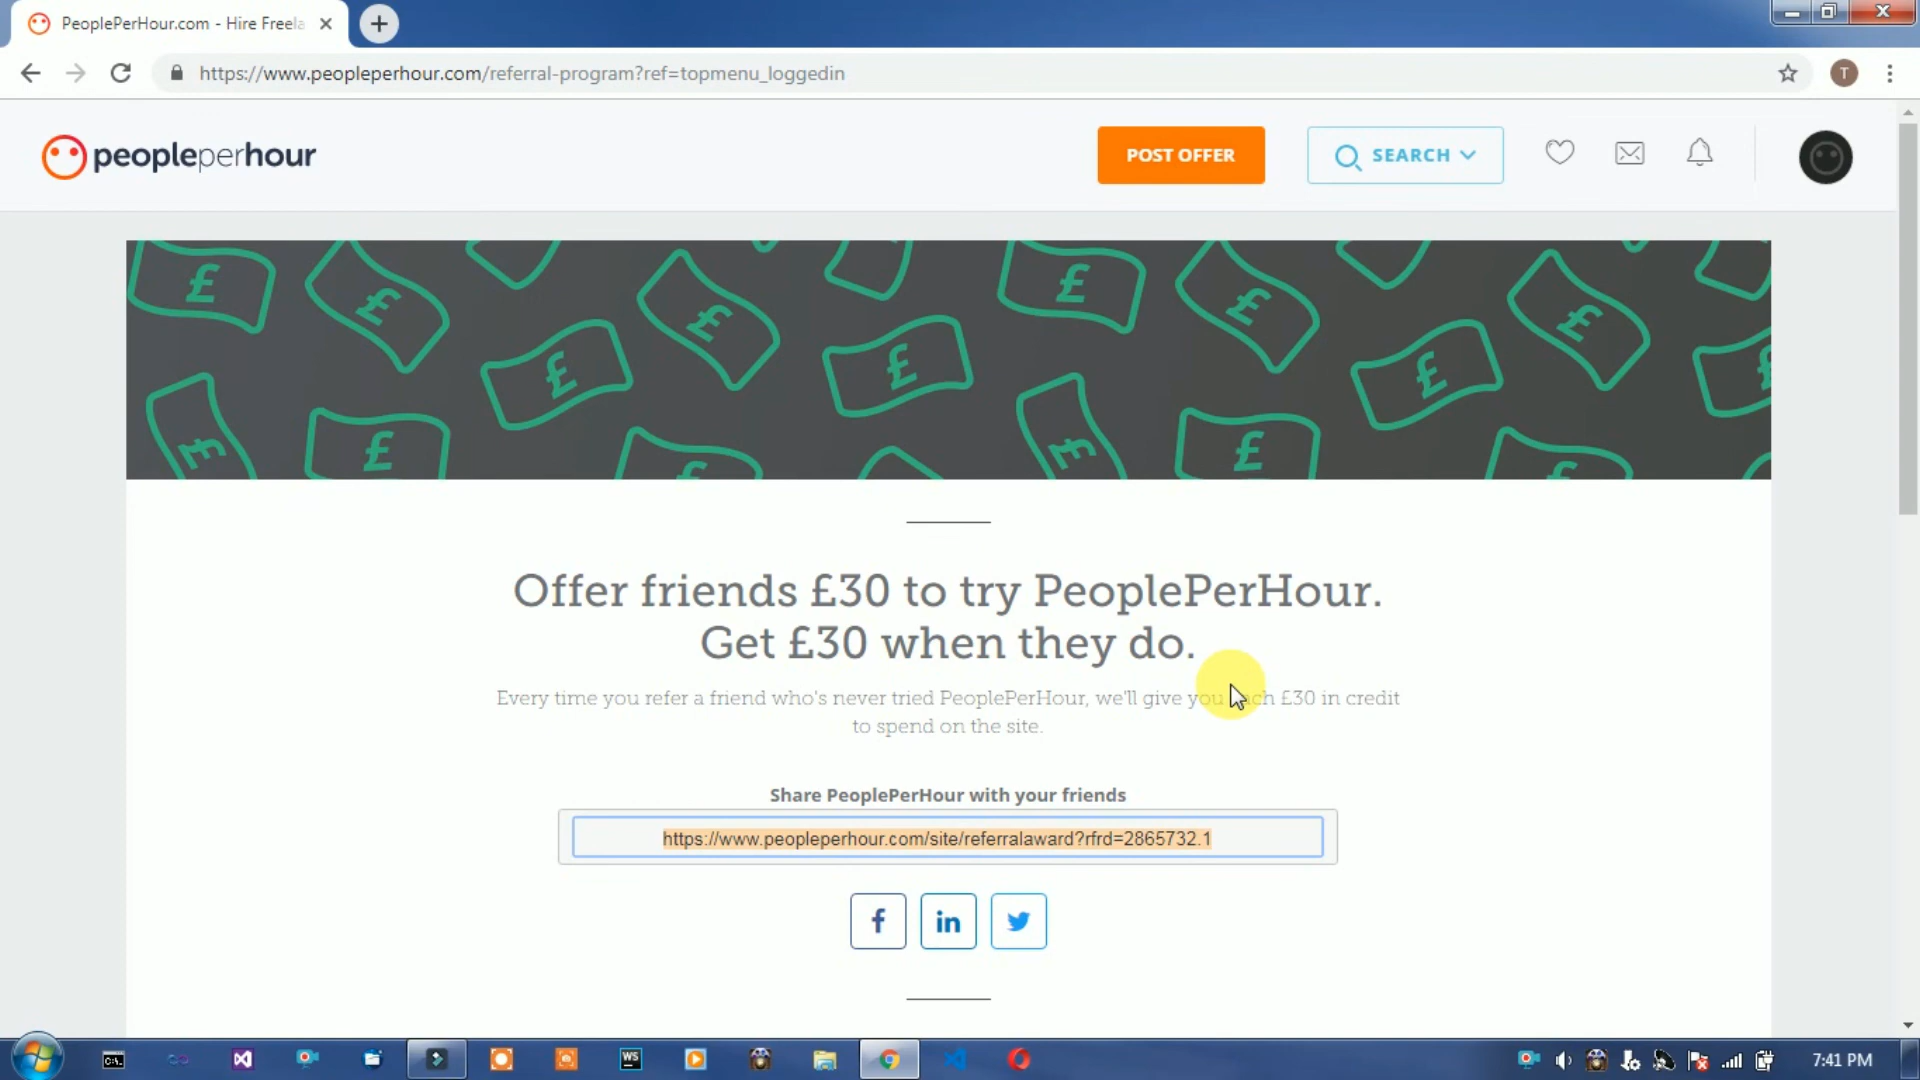 PeoplePerHour.com - Hire Freela
https://www.peopleperhour.com/referral-program?ref=topmenu_loggedin
T
peopleperhour
POST OFFER
SEARCH
£ £ £ £ £ £ £ £ £ £ £ £ £ £ £ £
Offer friends £30 to try PeoplePerHour.
Get £30 when they do.
Every time you refer a friend who's never tried PeoplePerHour, we'll give you each £30 in credit
to spend on the site.
Share PeoplePerHour with your friends
https://www.peopleperhour.com/site/referralaward?rfrd=2865732.1
f in
C:\.
WS
7:41 PM